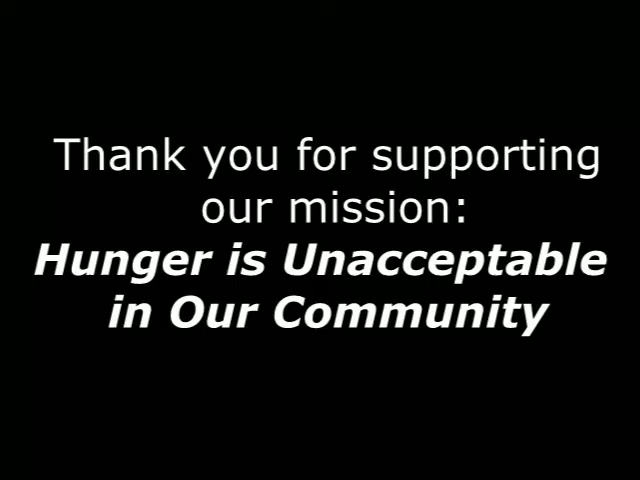 Thank you for supporting
our mission:
Hunger is Unacceptable
in Our Community